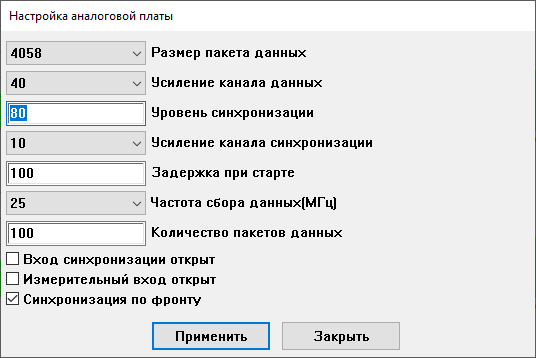 Настройка аналоговой платы
4058 Размер пакета данных
40 Усиление канала данных
80 Уровень синхронизации
10 Усиление канала синхронизации
100 Задержка при старте
25 Частота сбора данных(МГц)
100 Количество пакетов данных
Вход синхронизации открыт
Измерительный вход открыт
Синхронизация по фронту
Применить Закрыть